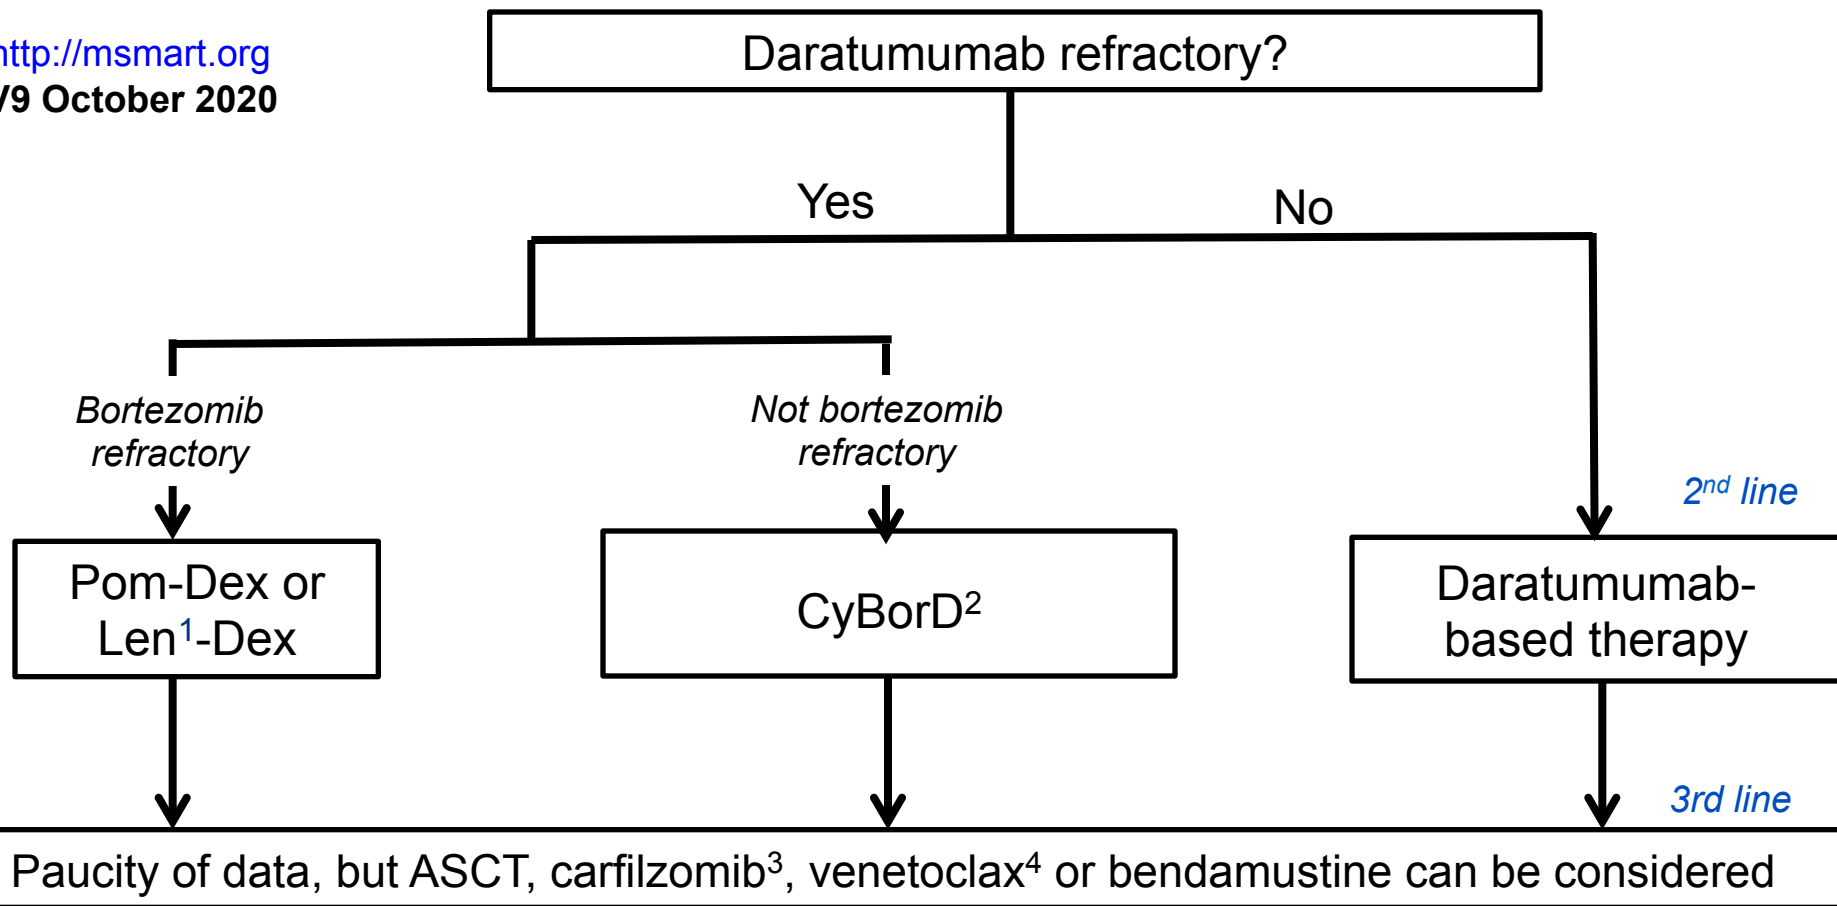 http://msmart.org
V9 October 2020
Daratumumab refractory?
Yes
No
Bortezomib
refractory
Not bortezomib
refractory
2nd line
Pom-Dex or
Len¹-Dex
CyBorD²
Daratumumab-
based therapy
3rd line
Paucity of data, but ASCT, carfilzomib³, venetoclax⁴ or bendamustine can be considered